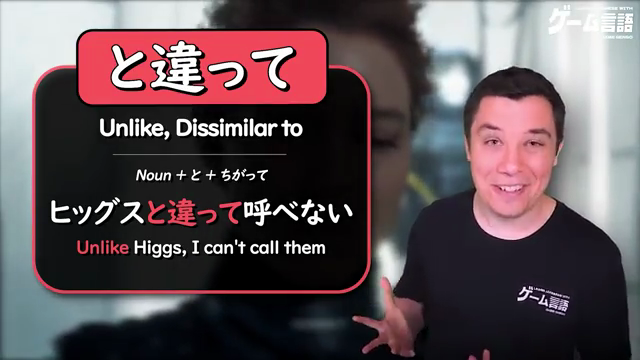 と違って
Unlike, Dissimilar to
Noun + と + ちがって
ヒッグスと違って呼べない
Unlike Higgs, I can't call them
ゲーム言語
ゲーム言語